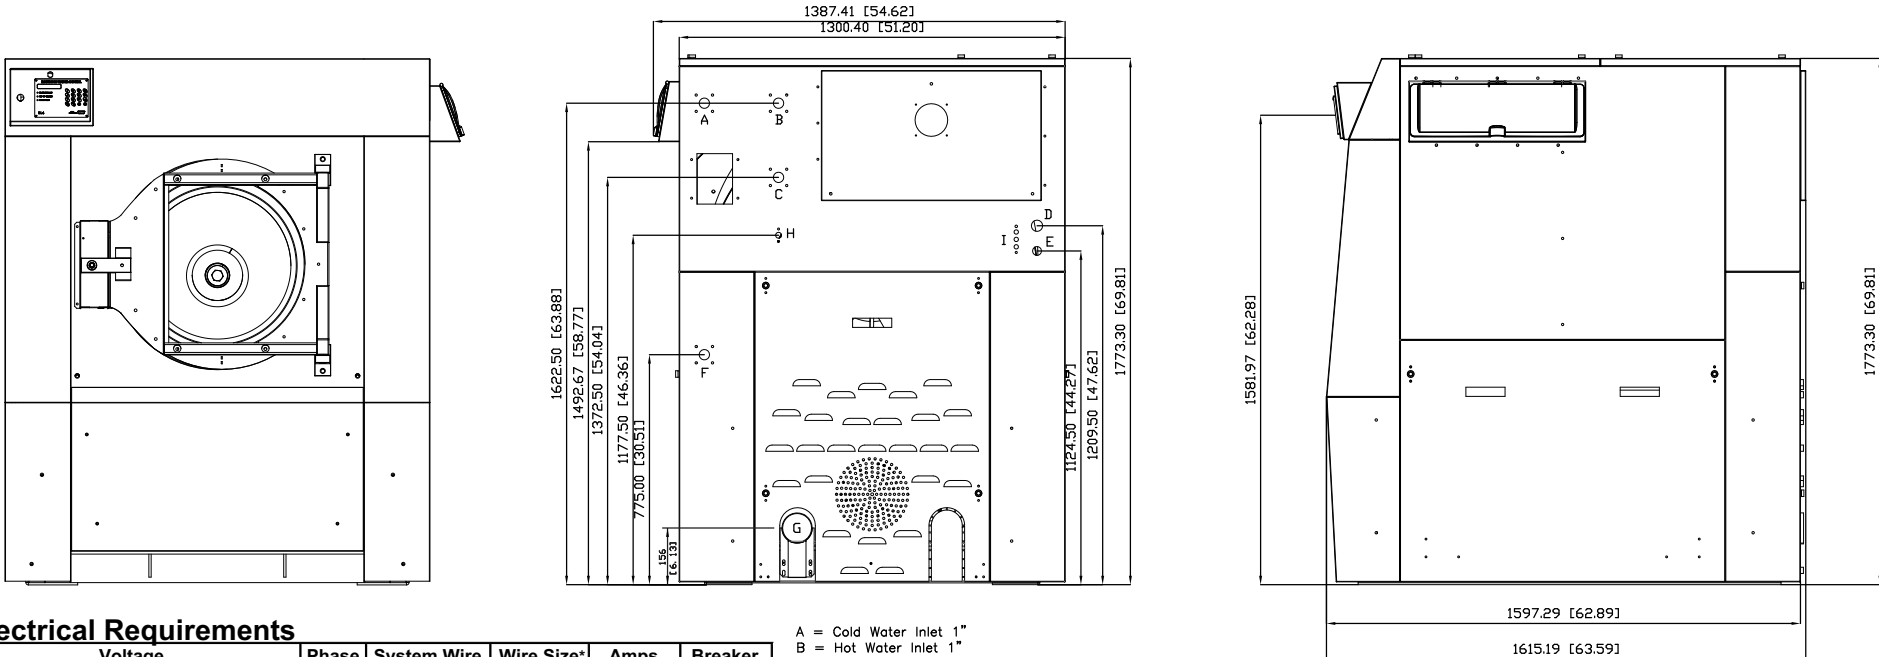 1387.41 [54.62]
1300.40 [51.20]
A
B
C
D
I
E
H
F
G
1622.50 [63.88]
1492.67 [58.77]
1372.50 [54.04]
1177.50 [46.36]
775.00 [30.51]
156
[6.13]
1124.50 [44.27]
1209.50 [47.62]
1773.30 [69.81]
1581.97 [62.28]
1773.30 [69.81]
1597.29 [62.89]
1615.19 [63.59]
ectrical Requirements
Voltage Phase System Wire Wire Size* Amps Breaker
A = Cold Water Inlet 1"
B = Hot Water Inlet 1"